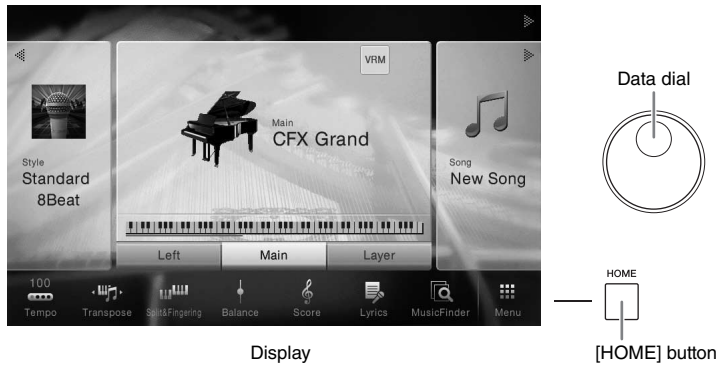 VRM
Main
CFX Grand
Style
Standard
8Beat
Song
New Song
Left Main Layer
100
Tempo Transpose Split&Fingering Balance Score Lyrics MusicFinder Menu
Display
Data dial
HOME
[HOME] button